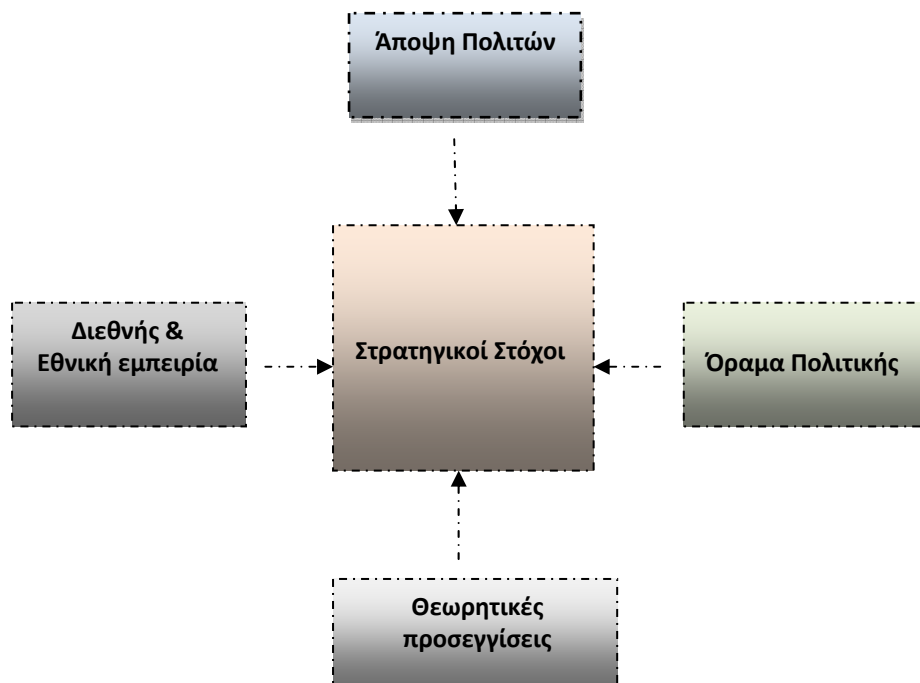 Άποψη Πολιτών
Διεθνής &
Εθνική εμπειρία
Στρατηγικοί Στόχοι
Όραμα Πολιτικής
Θεωρητικές
προσεγγίσεις